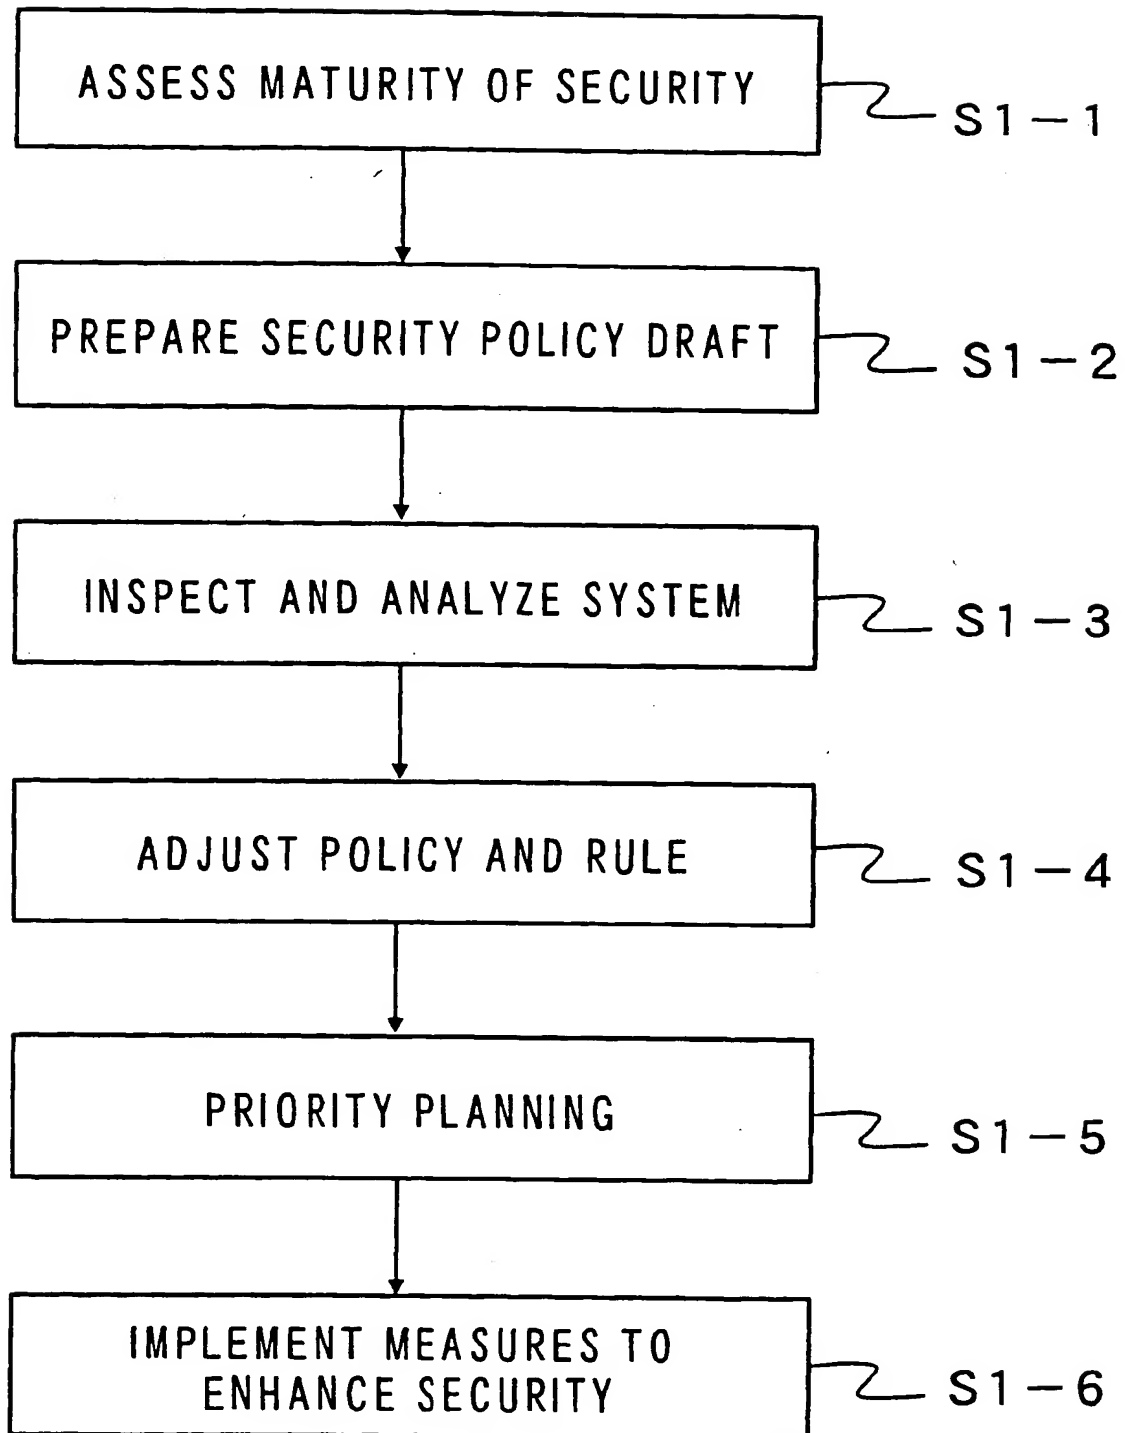 ASSESS MATURITY OF SECURITY
S1-1
PREPARE SECURITY POLICY DRAFT
S1-2
INSPECT AND ANALYZE SYSTEM
S1-3
ADJUST POLICY AND RULE
S1-4
PRIORITY PLANNING
S1-5
IMPLEMENT MEASURES TO
ENHANCE SECURITY
S1-6